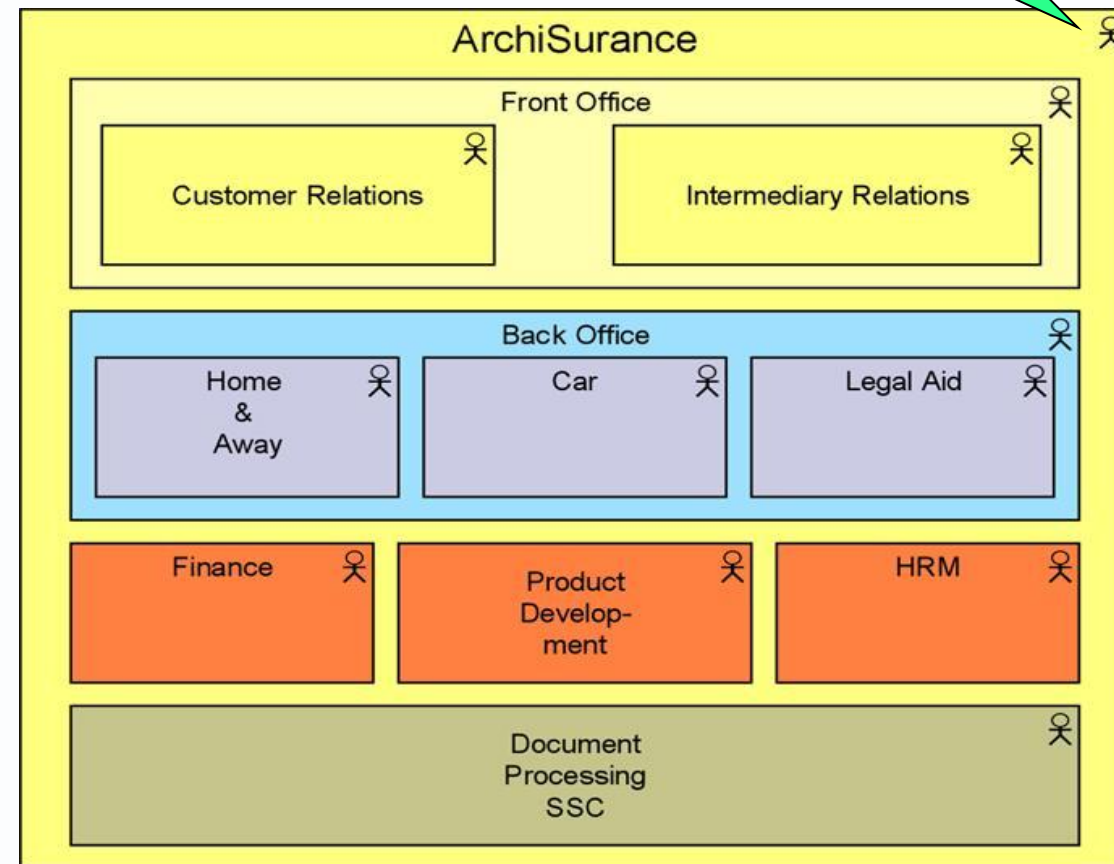 ArchiSurance
Front Office
Customer Relations
Intermediary Relations
Back Office
Home
&
Away
Car
Legal Aid
Finance
Product
Develop-
ment
HRM
Document
Processing
SSC